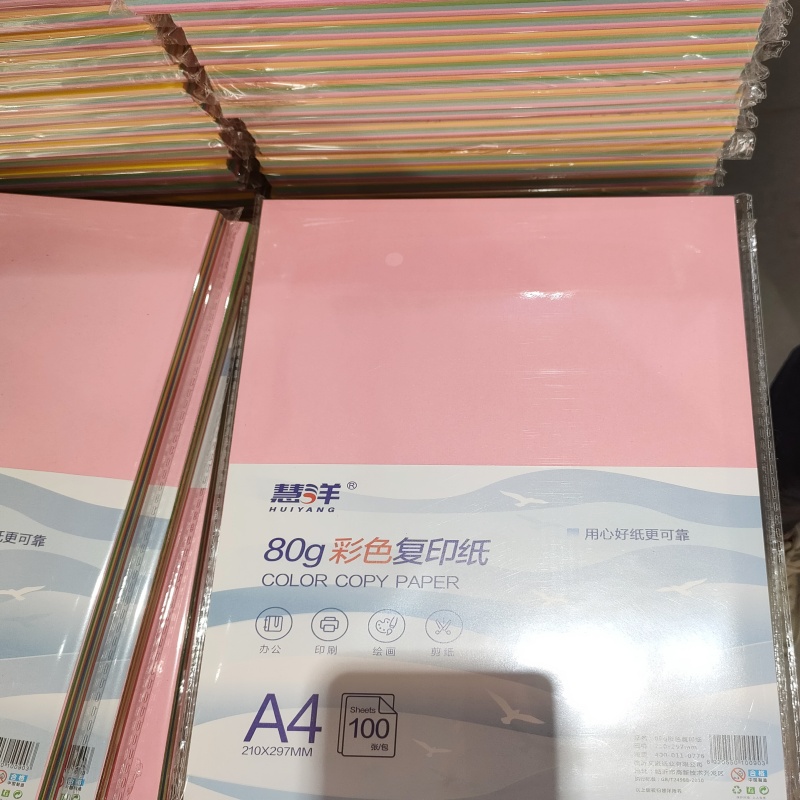 慧洋®
HUIYANG
80g 彩色复印纸
COLOR COPY PAPER
用心好纸更可靠
办公
印刷
绘画
剪纸
A4
210X297MM
Sheets
100
张/包
更可靠